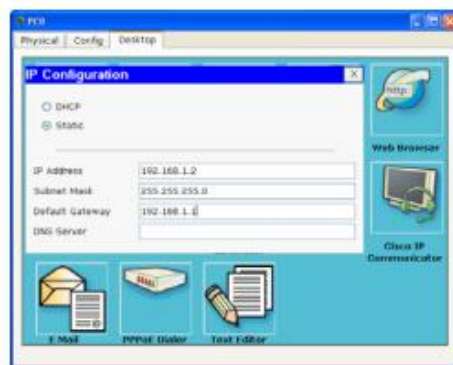 PC0
Physical Config Desktop
IP Configuration X
DHCP
Static
IP Address 192.168.1.2
Subnet Mask 255.255.255.0
Default Gateway 192.168.1.1
DNS Server
http:
Web Browser
Cisco IP
Communicator
E Mail PPPoE Dialer Text Editor